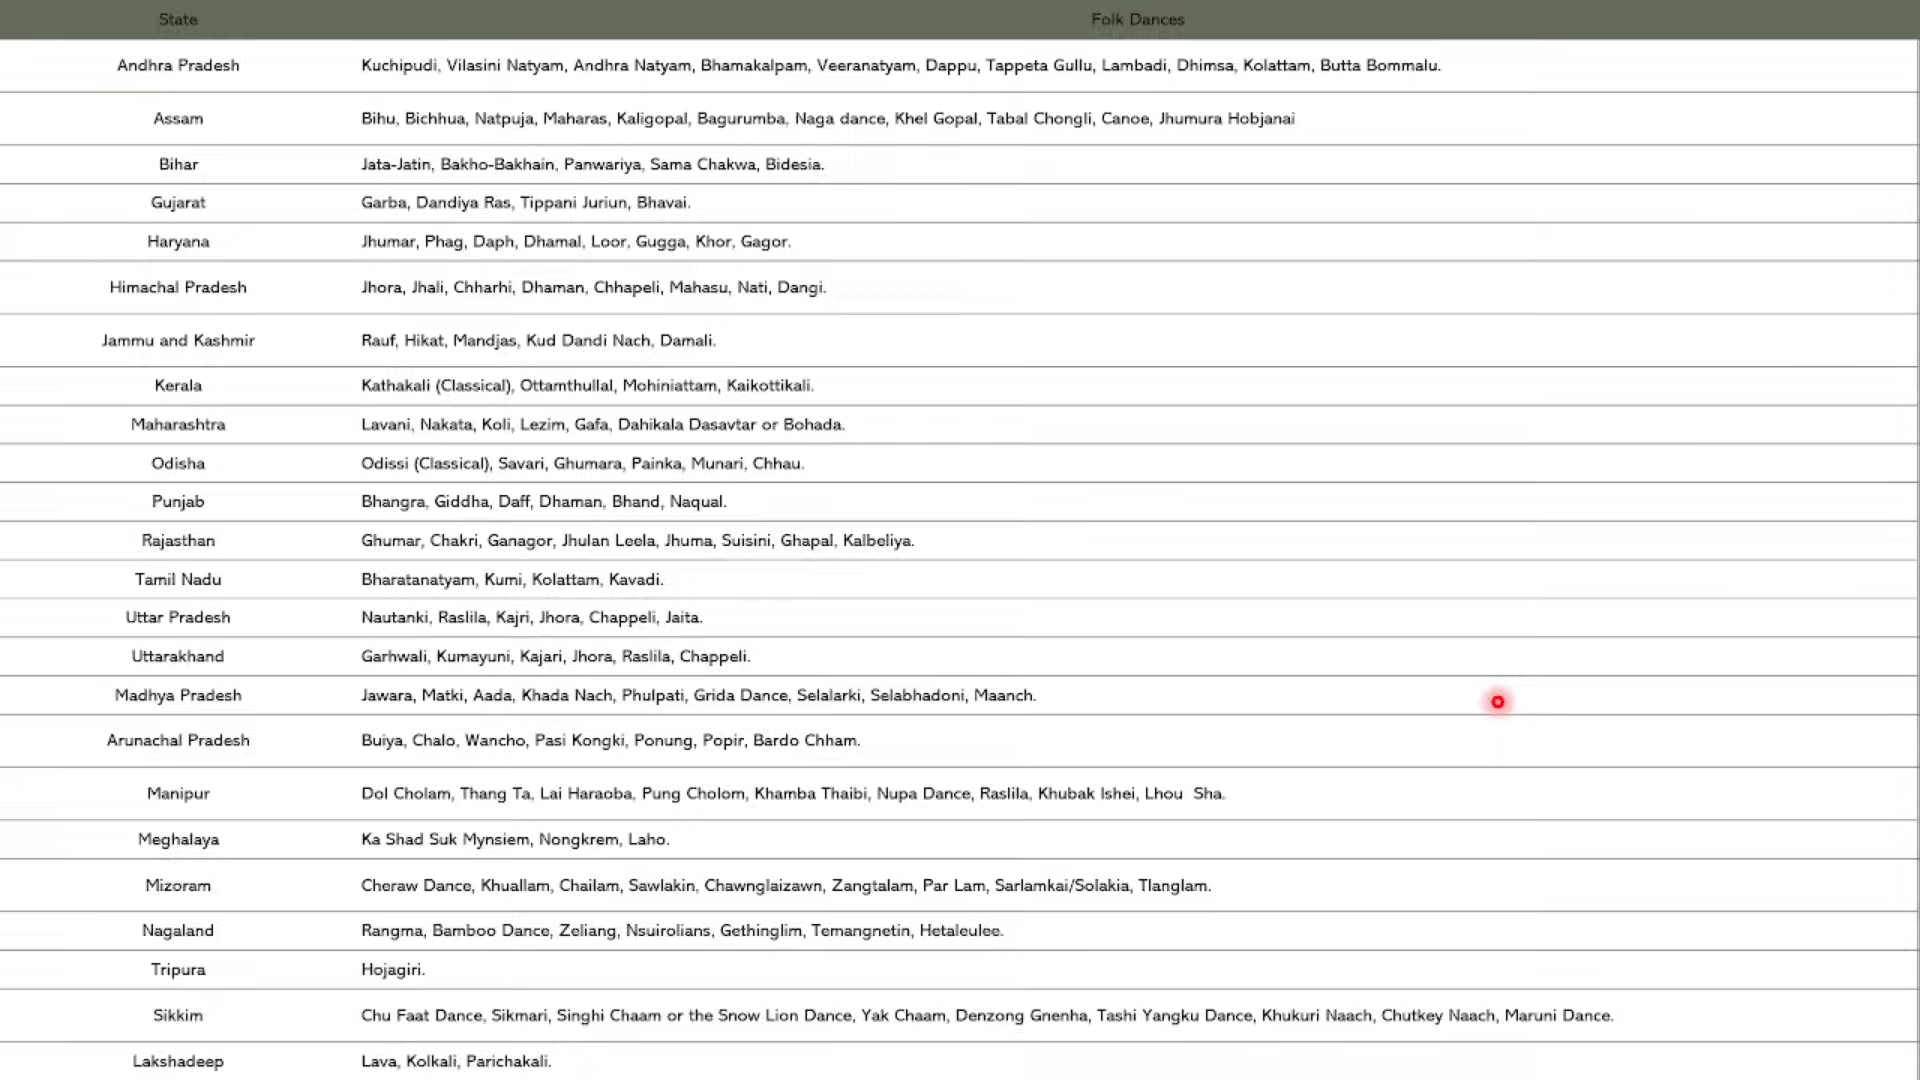 State Folk Dances
Andhra Pradesh Kuchipudi, Vilasini Natyam, Andhra Natyam, Bhamakalpam, Veeranatyam, Dappu, Tappeta Gullu, Lambadi, Dhimsa, Kolattam, Butta Bommalu.
Assam Bihu, Bichhua, Natpuja, Maharas, Kaligopal, Bagurumba, Naga dance, Khel Gopal, Tabal Chongli, Canoe, Jhumura Hobjanai
Bihar Jata-Jatin, Bakho-Bakhain, Panwariya, Sama Chakwa, Bidesia.
Gujarat Garba, Dandiya Ras, Tippani Juriun, Bhavai.
Haryana Jhumar, Phag, Daph, Dhamal, Loor, Gugga, Khor, Gagor.
Himachal Pradesh Jhora, Jhali, Chharhi, Dhaman, Chhapeli, Mahasu, Nati, Dangi.
Jammu and Kashmir Rauf, Hikat, Mandjas, Kud Dandi Nach, Damali.
Kerala Kathakali (Classical), Ottamthullal, Mohiniattam, Kaikottikali.
Maharashtra Lavani, Nakata, Koli, Lezim, Gafa, Dahikala Dasavtar or Bohada.
Odisha Odissi (Classical), Savari, Ghumara, Painka, Munari, Chhau.
Punjab Bhangra, Giddha, Daff, Dhaman, Bhand, Naqual.
Rajasthan Ghumar, Chakri, Ganagor, Jhulan Leela, Jhuma, Suisini, Ghapal, Kalbeliya.
Tamil Nadu Bharatanatyam, Kumi, Kolattam, Kavadi.
Uttar Pradesh Nautanki, Raslila, Kajri, Jhora, Chappeli, Jaita.
Uttarakhand Garhwali, Kumayuni, Kajari, Jhora, Raslila, Chappeli.
Madhya Pradesh Jawara, Matki, Aada, Khada Nach, Phulpati, Grida Dance, Selalarki, Selabhadoni, Maanch.
Arunachal Pradesh Buiya, Chalo, Wancho, Pasi Kongki, Ponung, Popir, Bardo Chham.
Manipur Dol Cholam, Thang Ta, Lai Haraoba, Pung Cholom, Khamba Thaibi, Nupa Dance, Raslila, Khubak Ishei, Lhou Sha.
Meghalaya Ka Shad Suk Mynsiem, Nongkrem, Laho.
Mizoram Cheraw Dance, Khuallam, Chailam, Sawlakin, Chawnglaizawn, Zangtalam, Par Lam, Sarlamkai/Solakia, Tlanglam.
Nagaland Rangma, Bamboo Dance, Zeliang, Nsuirolians, Gethinglim, Temangnetin, Hetaleulee.
Tripura Hojagiri.
Sikkim Chu Faat Dance, Sikmari, Singhi Chaam or the Snow Lion Dance, Yak Chaam, Denzong Gnenha, Tashi Yangku Dance, Khukuri Naach, Chutkey Naach, Maruni Dance.
Lakshadeep Lava, Kolkali, Parichakali.